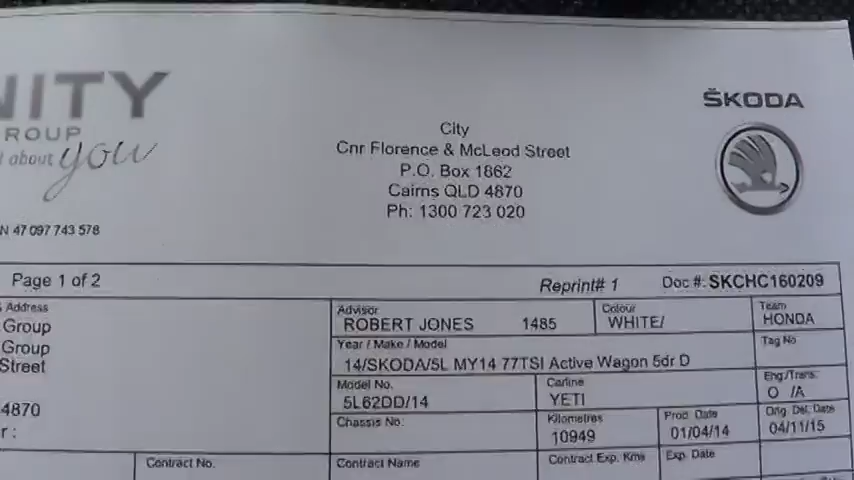 NITY
ROUP
about you
N 47 097 743 578
City
Cnr Florence & McLeod Street
P.O. Box 1862
Cairns QLD 4870
Ph: 1300 723 020
ŠKODA
Page 1 of 2
Reprint# 1
Doc #: SKCHC160209
Address
Group
Group
Street
4870
r :
Advisor
ROBERT JONES 1485
Colour
WHITE/
Team
HONDA
Year / Make / Model
14/SKODA/5L MY14 77TSI Active Wagon 5dr D
Tag No
Model No.
5L62DD/14
Carline
YETI
Eng./Trans.
O /A
Chassis No.
Kilometres
10949
Prod. Date
01/04/14
Orig. Del. Date
04/11/15
Contract No.
Contract Name
Contract Exp. Kms
Exp. Date